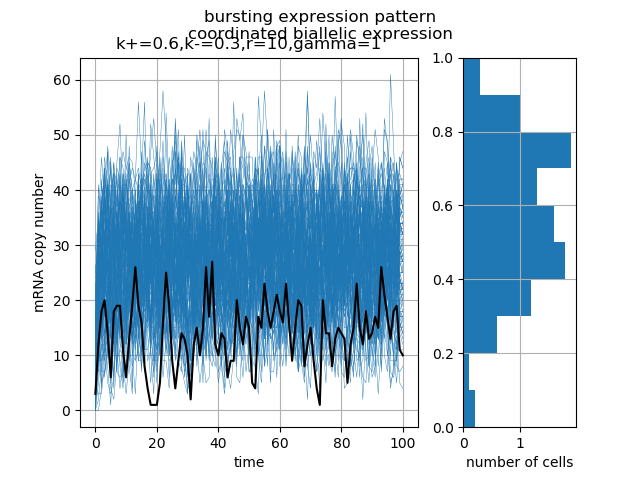 bursting expression pattern
coordinated biallelic expression
k+=0.6,k-=0.3,r=10,gamma=1
60
50
40
30
20
10
0
mRNA copy number
0 20 40 60 80 100
time
1.0
0.8
0.6
0.4
0.2
0.0
0 1
number of cells